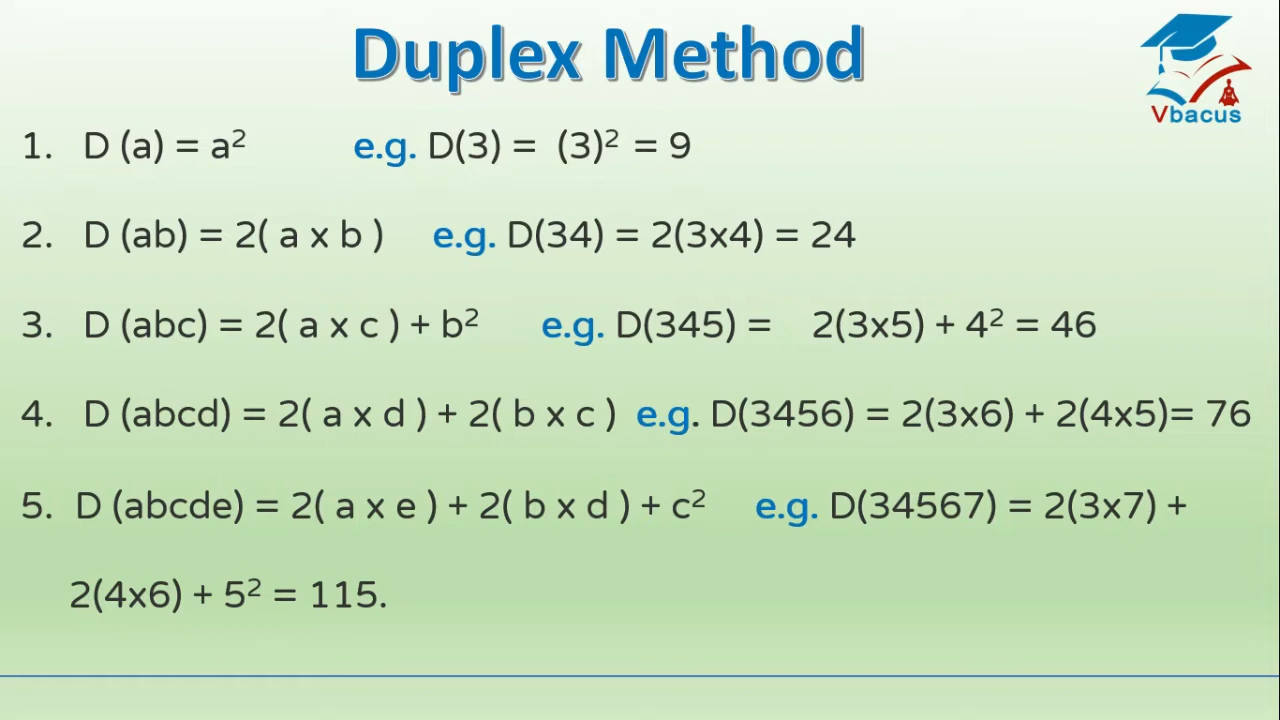 Duplex Method
Vbacus
1. D (a) = a² e.g. D(3) = (3)² = 9
2. D (ab) = 2( a x b ) e.g. D(34) = 2(3x4) = 24
3. D (abc) = 2( a x c ) + b² e.g. D(345) = 2(3x5) + 4² = 46
4. D (abcd) = 2( a x d ) + 2( b x c ) e.g. D(3456) = 2(3x6) + 2(4x5)= 76
5. D (abcde) = 2( a x e ) + 2( b x d ) + c² e.g. D(34567) = 2(3x7) +
2(4x6) + 5² = 115.